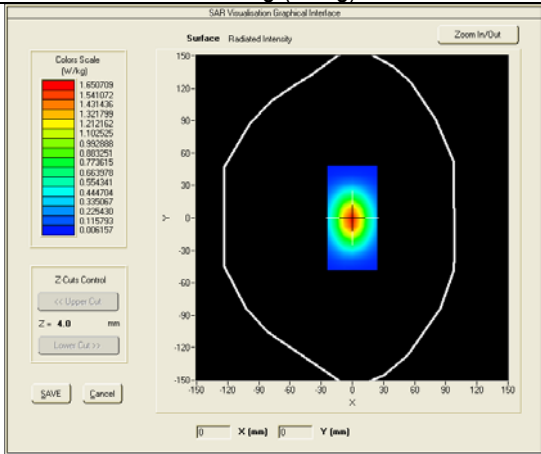 SAR Visualisation Graphical Interface
Surface Radiated Intensity
Zoom In/Out
Colors Scale
(W/kg)
1.650709
1.541072
1.431436
1.321799
1.212162
1.102525
0.992888
0.883251
0.773615
0.663978
0.554341
0.444704
0.335067
0.225430
0.115793
0.006157
150-
120-
90-
60-
30-
0-
-30-
-60-
-90-
-120-
-150-
Y
-150 -120 -90 -60 -30 0 30 60 90 120 150
X
Z Cuts Control
<< Upper Cut
Z = 4.0 mm
Lower Cut >>
SAVE Cancel
0 X (mm) 0 Y (mm)